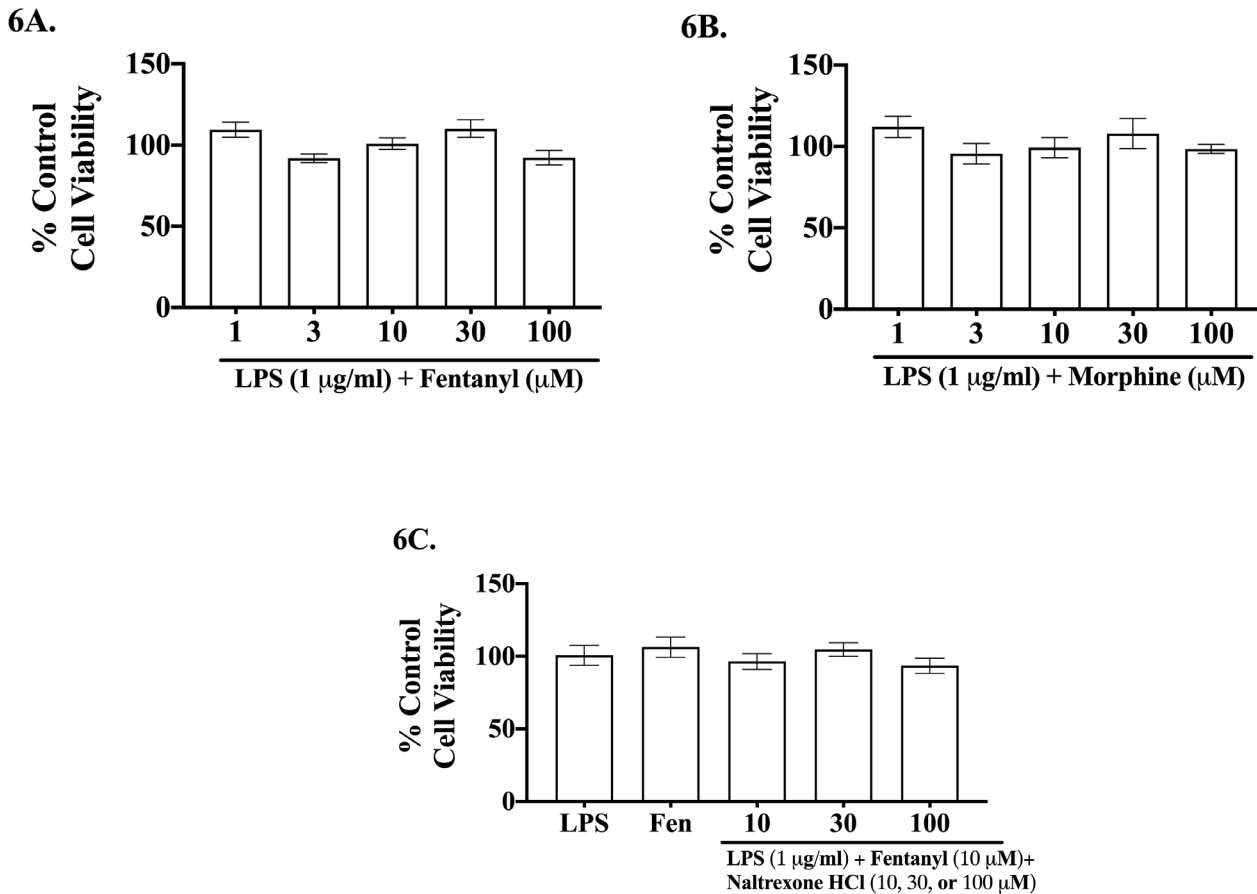 6A.
150
100
50
0
% Control
Cell Viability
1 3 10 30 100
LPS (1 μg/ml) + Fentanyl (μM)
6B.
150
100
50
0
% Control
Cell Viability
1 3 10 30 100
LPS (1 μg/ml) + Morphine (μM)
6C.
150
100
50
0
% Control
Cell Viability
LPS Fen 10 30 100
LPS (1 μg/ml) + Fentanyl (10 μM)+
Naltrexone HCl (10, 30, or 100 μM)